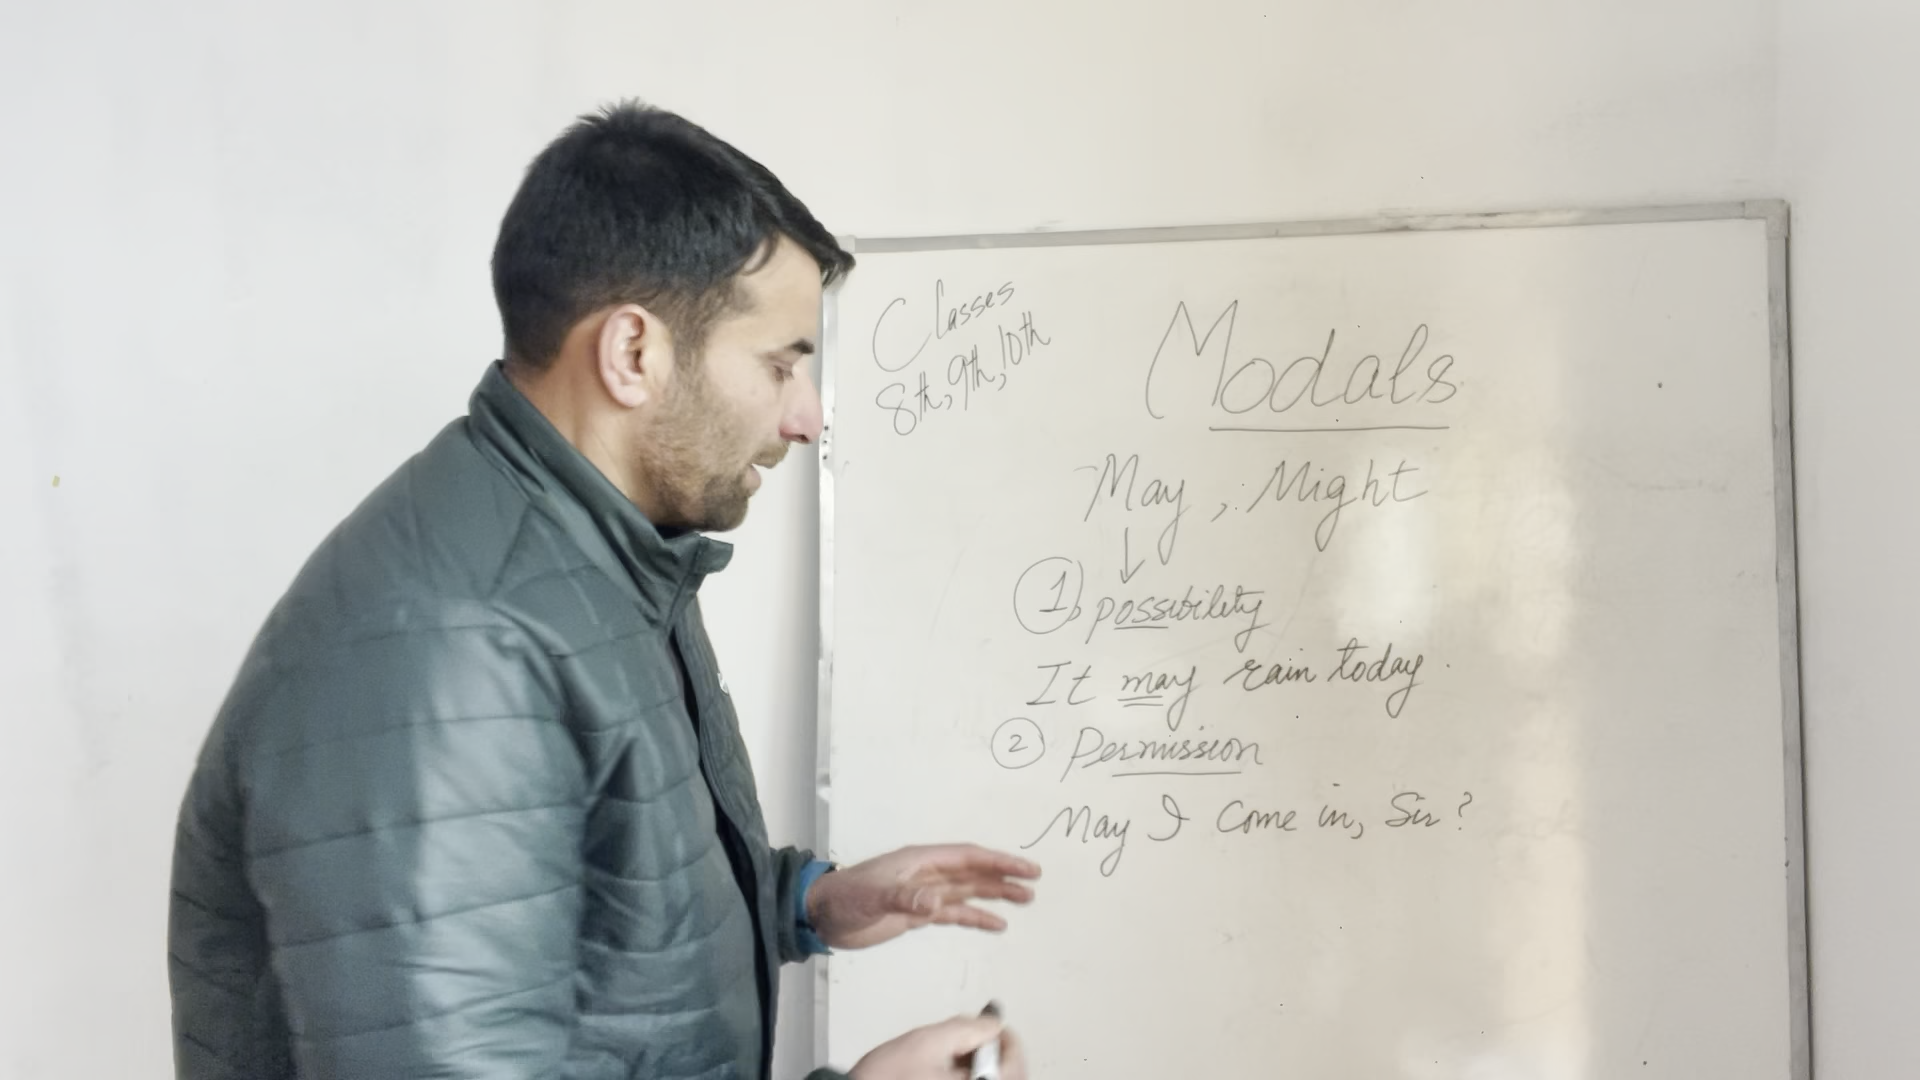 Classes
8th, 9th, 10th
Modals
May, Might
↓
① possibility
It may rain today.
② Permission
May I come in, Sir?